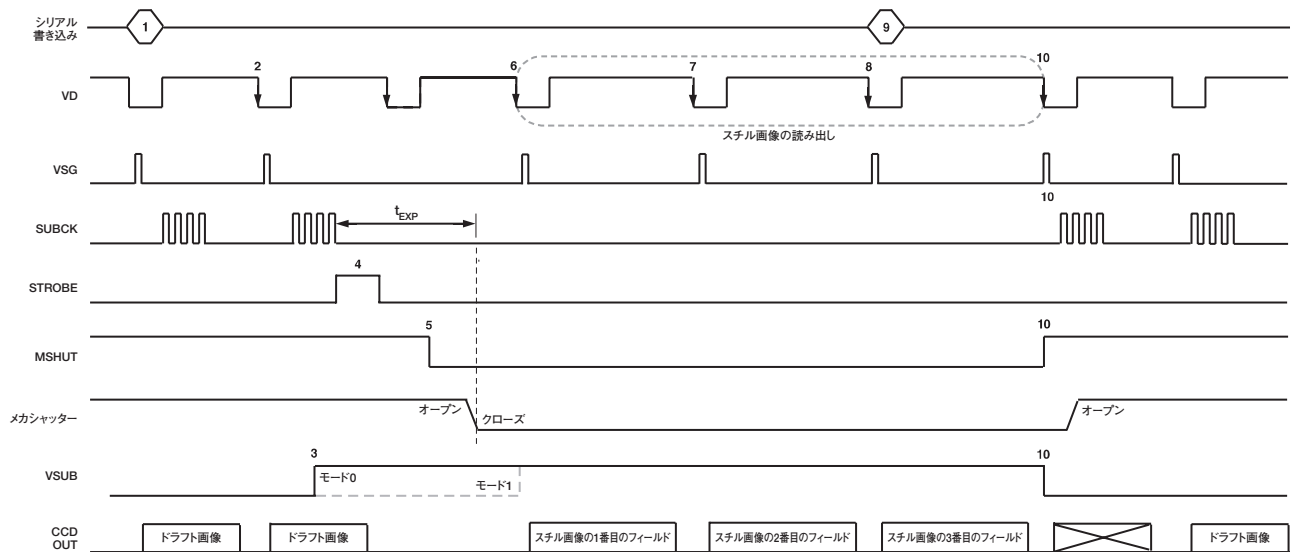 シリアル
書き込み
1
9
2
6
7
8
10
VD
スチル画像の読み出し
VSG
10
SUBCK
tEXP
4
STROBE
5
10
MSHUT
オープン
クローズ
オープン
メカシャッター
3
10
VSUB
モード0
モード1
CCD
OUT
ドラフト画像
ドラフト画像
スチル画像の1番目のフィールド
スチル画像の2番目のフィールド
スチル画像の3番目のフィールド
ドラフト画像